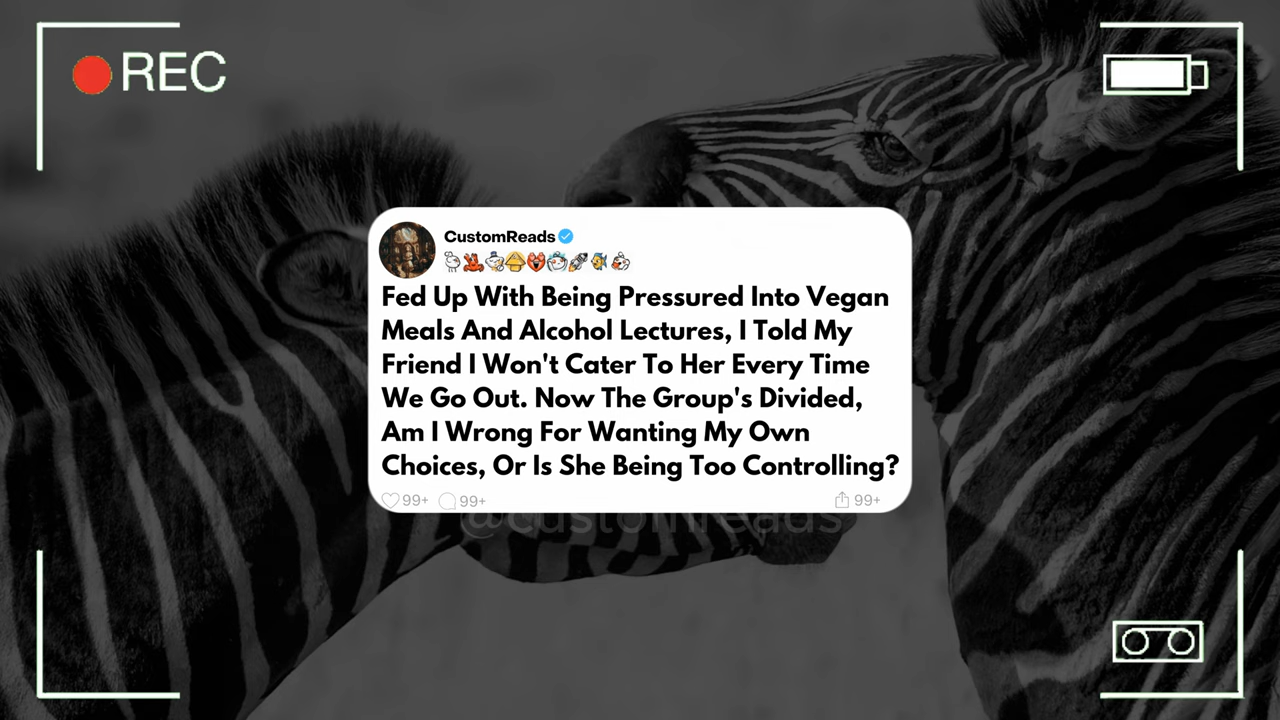 REC
CustomReads
Fed Up With Being Pressured Into Vegan
Meals And Alcohol Lectures, I Told My
Friend I Won't Cater To Her Every Time
We Go Out. Now The Group's Divided,
Am I Wrong For Wanting My Own
Choices, Or Is She Being Too Controlling?
99+ 99+ 99+
@customreads